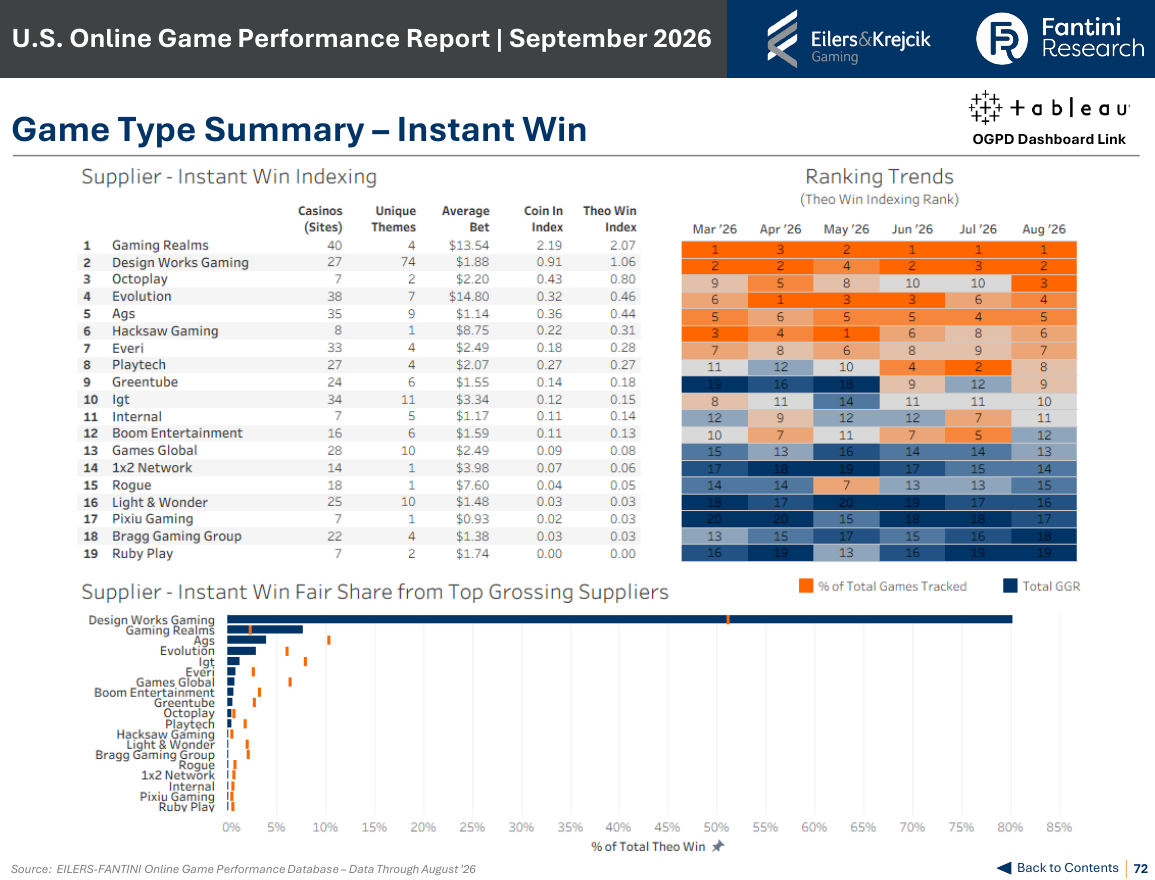 U.S. Online Game Performance Report | September 2026
Eilers&Krejcik
Gaming
Fantini
Research
Game Type Summary – Instant Win
+ableau
OGPD Dashboard Link
Supplier - Instant Win Indexing
Casinos (Sites) Unique Themes Average Bet Coin In Index Theo Win Index
1 Gaming Realms 40 4 $13.54 2.19 2.07
2 Design Works Gaming 27 74 $1.88 0.91 1.06
3 Octoplay 7 2 $2.20 0.43 0.80
4 Evolution 38 7 $14.80 0.32 0.46
5 Ags 35 9 $1.14 0.36 0.44
6 Hacksaw Gaming 8 1 $8.75 0.22 0.31
7 Everi 33 4 $2.49 0.18 0.28
8 Playtech 27 4 $2.07 0.27 0.27
9 Greentube 24 6 $1.55 0.14 0.18
10 Igt 34 11 $3.34 0.12 0.15
11 Internal 7 5 $1.17 0.11 0.14
12 Boom Entertainment 16 6 $1.59 0.11 0.13
13 Games Global 28 10 $2.49 0.09 0.08
14 1x2 Network 14 1 $3.98 0.07 0.06
15 Rogue 18 1 $7.60 0.04 0.05
16 Light & Wonder 25 10 $1.48 0.03 0.03
17 Pixiu Gaming 7 1 $0.93 0.02 0.03
18 Bragg Gaming Group 22 4 $1.38 0.03 0.03
19 Ruby Play 7 2 $1.74 0.00 0.00
Ranking Trends
(Theo Win Indexing Rank)
Mar '26 Apr '26 May '26 Jun '26 Jul '26 Aug '26
1 3 2 1 1 1
2 2 4 2 3 2
9 5 8 10 10 3
6 1 3 3 6 4
5 6 5 5 4 5
3 4 1 6 8 6
7 8 6 8 9 7
11 12 10 4 2 8
19 16 18 9 12 9
8 11 14 11 11 10
12 9 12 12 7 11
10 7 11 7 5 12
15 13 16 14 14 13
17 18 19 17 15 14
14 14 7 13 13 15
18 17 20 19 17 16
20 20 15 18 18 17
13 15 17 15 16 18
16 19 13 16 19 19
Supplier - Instant Win Fair Share from Top Grossing Suppliers
% of Total Games Tracked
Total GGR
Design Works Gaming
Gaming Realms
Ags
Evolution
Igt
Everi
Games Global
Boom Entertainment
Greentube
Octoplay
Playtech
Hacksaw Gaming
Light & Wonder
Bragg Gaming Group
Rogue
1x2 Network
Internal
Pixiu Gaming
Ruby Play
0% 5% 10% 15% 20% 25% 30% 35% 40% 45% 50% 55% 60% 65% 70% 75% 80% 85%
% of Total Theo Win
Source: EILERS-FANTINI Online Game Performance Database – Data Through August '26
Back to Contents | 72